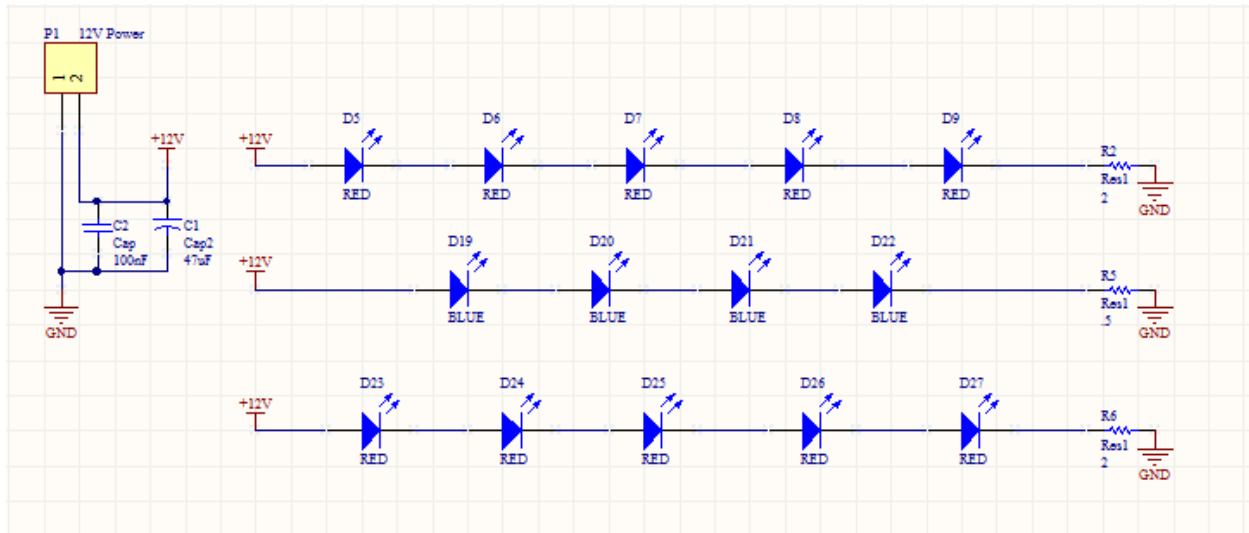 P1 12V Power
1
2
+12V
C2
Cap
100nF
C1
Cap2
47uF
GND
+12V
D5
RED
D6
RED
D7
RED
D8
RED
D9
RED
R2
Res1
2
GND
+12V
D19
BLUE
D20
BLUE
D21
BLUE
D22
BLUE
R5
Res1
.5
GND
+12V
D23
RED
D24
RED
D25
RED
D26
RED
D27
RED
R6
Res1
2
GND